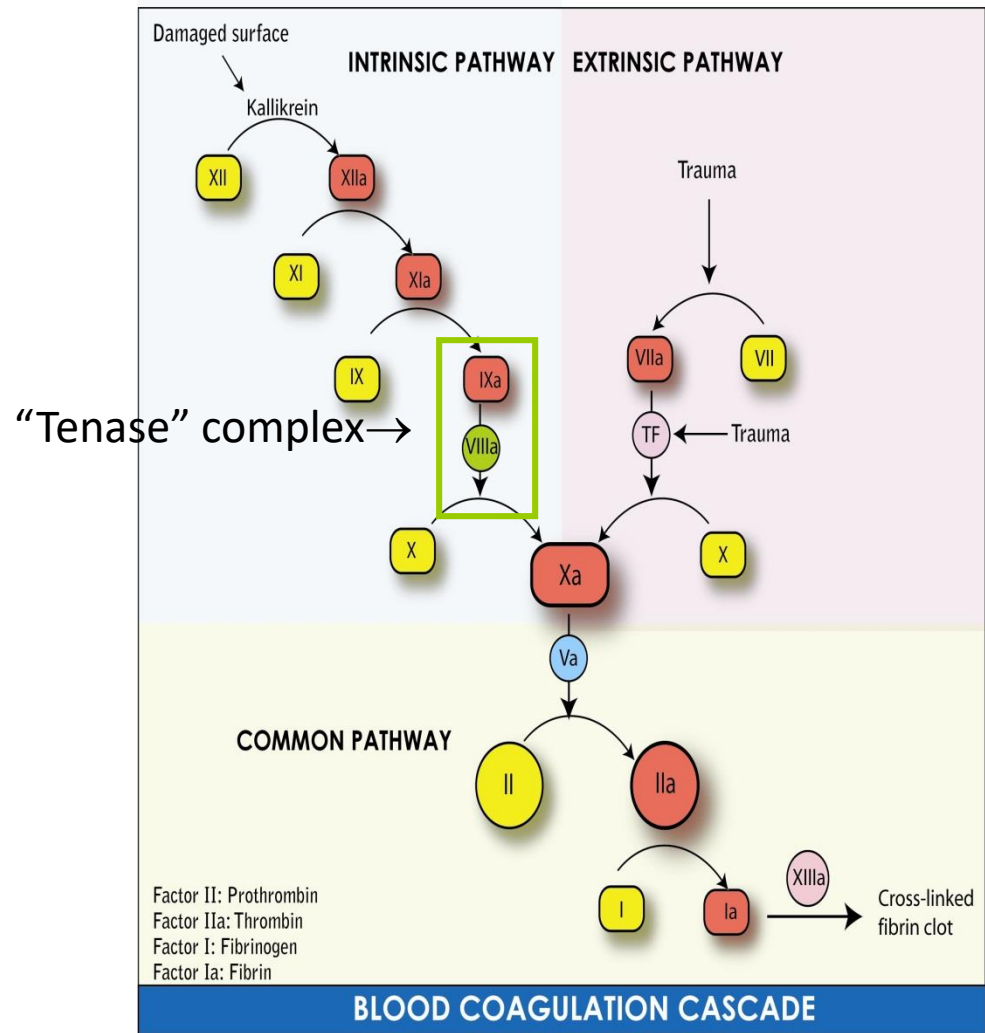 Damaged surface
INTRINSIC PATHWAY
EXTRINSIC PATHWAY
Kallikrein
XII
XIIa
Trauma
XI
XIa
IX
IXa
VIIa
VII
“Tenase” complex→
VIIIa
TF
Trauma
X
X
Xa
Va
COMMON PATHWAY
II
IIa
XIIIa
I
Ia
Cross-linked
fibrin clot
Factor II: Prothrombin
Factor IIa: Thrombin
Factor I: Fibrinogen
Factor Ia: Fibrin
BLOOD COAGULATION CASCADE